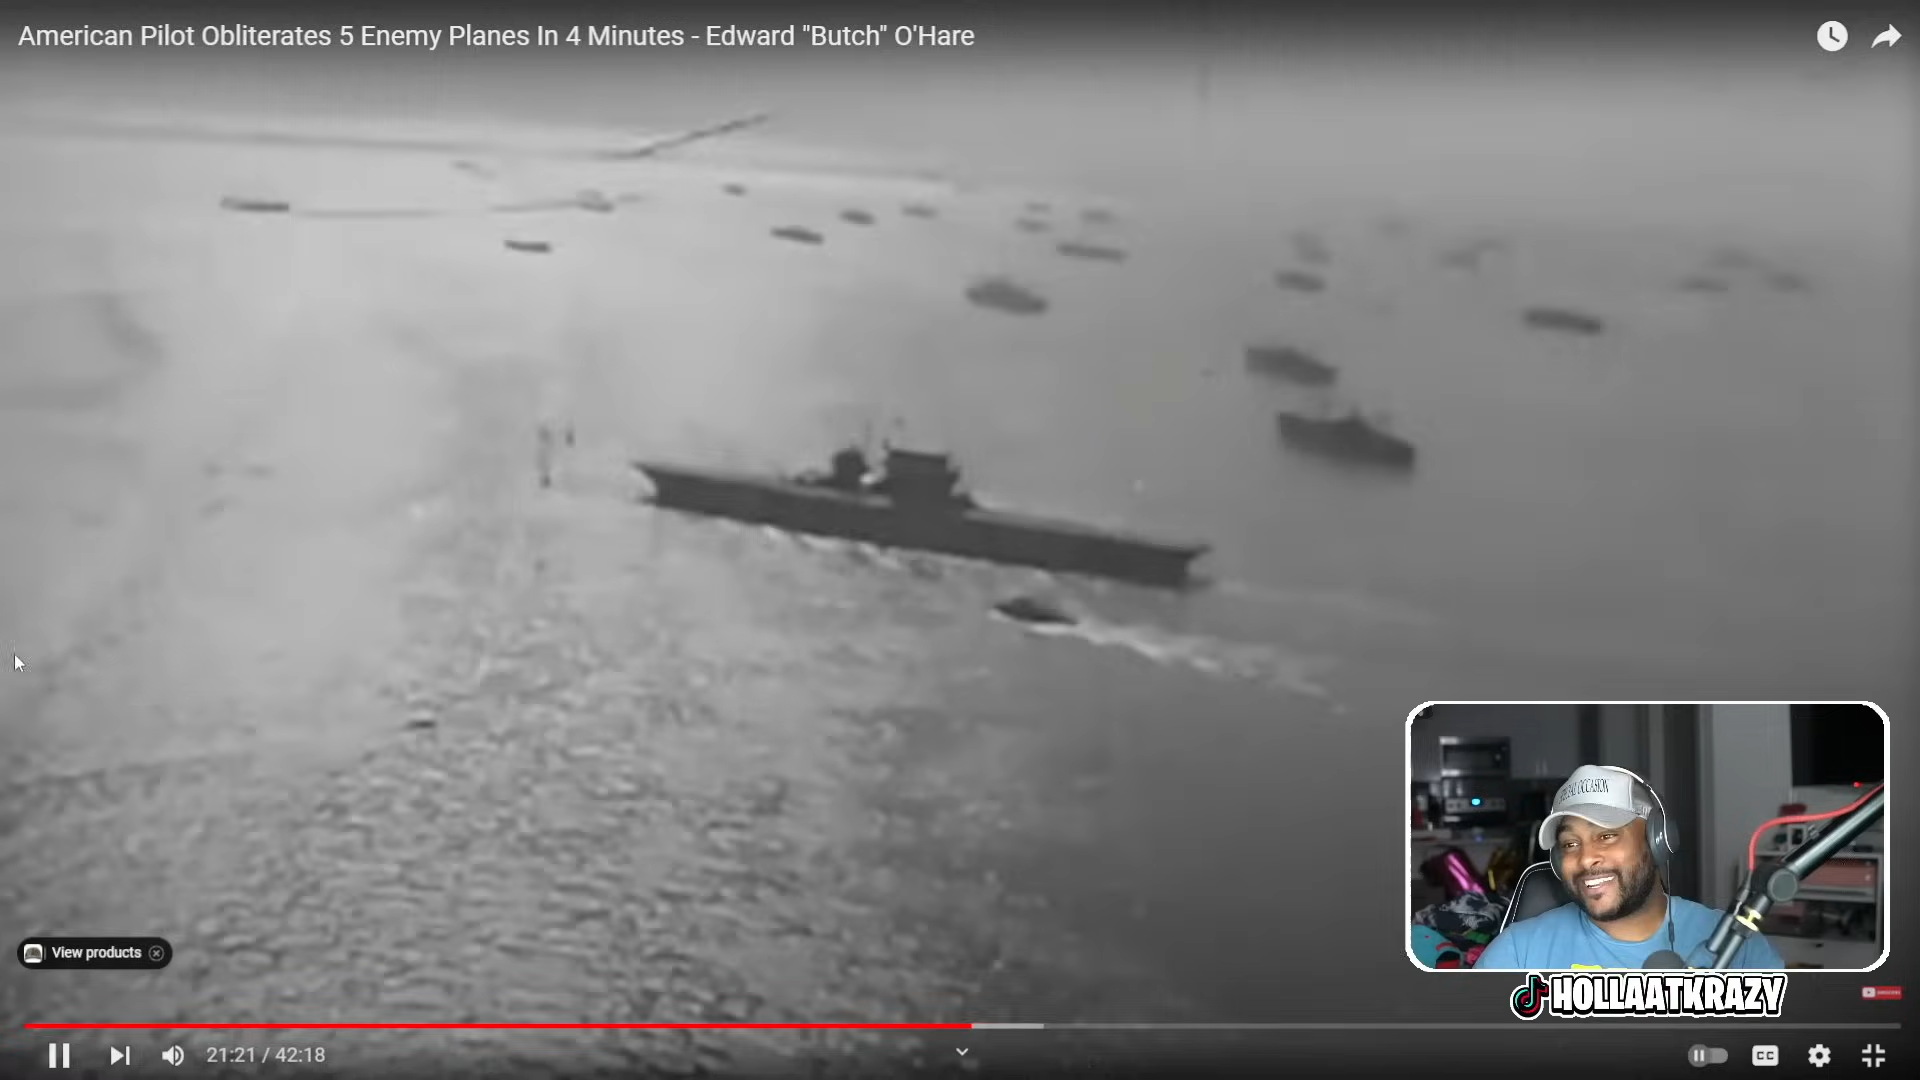 American Pilot Obliterates 5 Enemy Planes In 4 Minutes - Edward "Butch" O'Hare
View products
HOLLAATKRAZY
21:21 / 42:18
CC